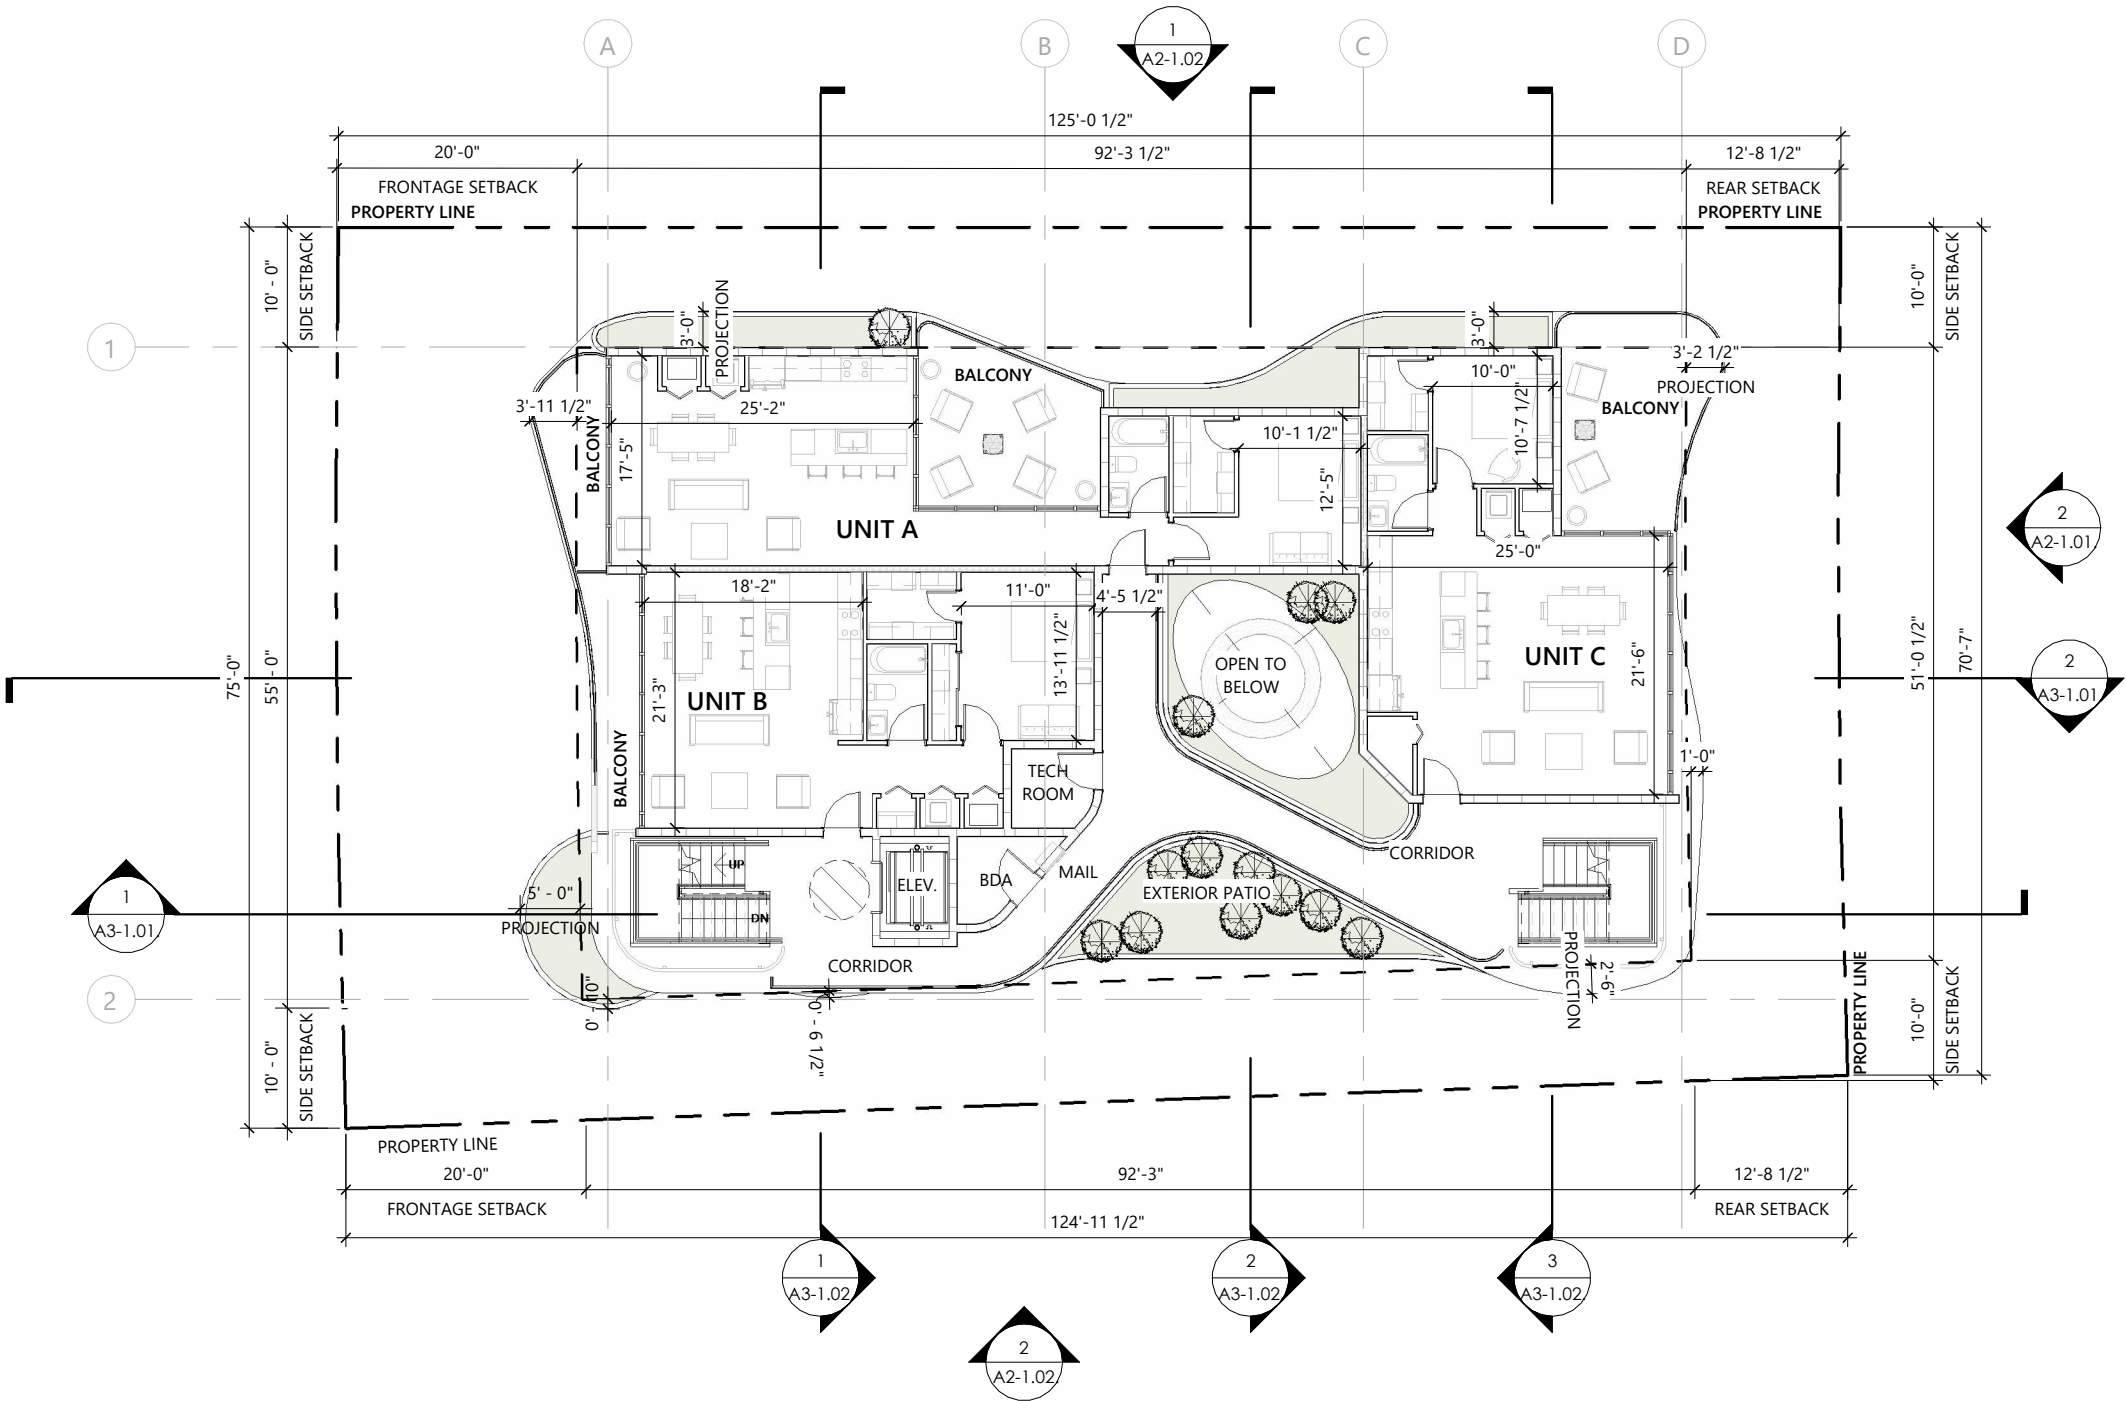 A
B
C
D
1
A2-1.02
125'-0 1/2"
20'-0"
92'-3 1/2"
12'-8 1/2"
FRONTAGE SETBACK
REAR SETBACK
PROPERTY LINE
PROPERTY LINE
10' - 0"
SIDE SETBACK
10'-0"
SIDE SETBACK
1
3'-0"
PROJECTION
3'-0"
3'-2 1/2"
PROJECTION
BALCONY
10'-0"
10'-7 1/2"
BALCONY
3'-11 1/2"
BALCONY
25'-2"
17'-5"
10'-1 1/2"
12'-5"
UNIT A
25'-0"
2
A2-1.01
18'-2"
11'-0"
4'-5 1/2"
13'-11 1/2"
75'-0"
55'- 0"
21'-3"
UNIT B
OPEN TO
BELOW
UNIT C
21'-6"
51'-0 1/2"
70'-7"
2
A3-1.01
BALCONY
TECH
ROOM
1'-0"
CORRIDOR
UP
DN
ELEV.
BDA
MAIL
EXTERIOR PATIO
1
A3-1.01
5' - 0"
PROJECTION
CORRIDOR
PROJECTION
2'-6"
PROPERTY LINE
2
0' - 10"
0' - 6 1/2"
10' - 0"
SIDE SETBACK
10'-0"
SIDE SETBACK
PROPERTY LINE
20'-0"
92'-3"
12'-8 1/2"
FRONTAGE SETBACK
REAR SETBACK
124'-11 1/2"
1
A3-1.02
2
A3-1.02
3
A3-1.02
2
A2-1.02